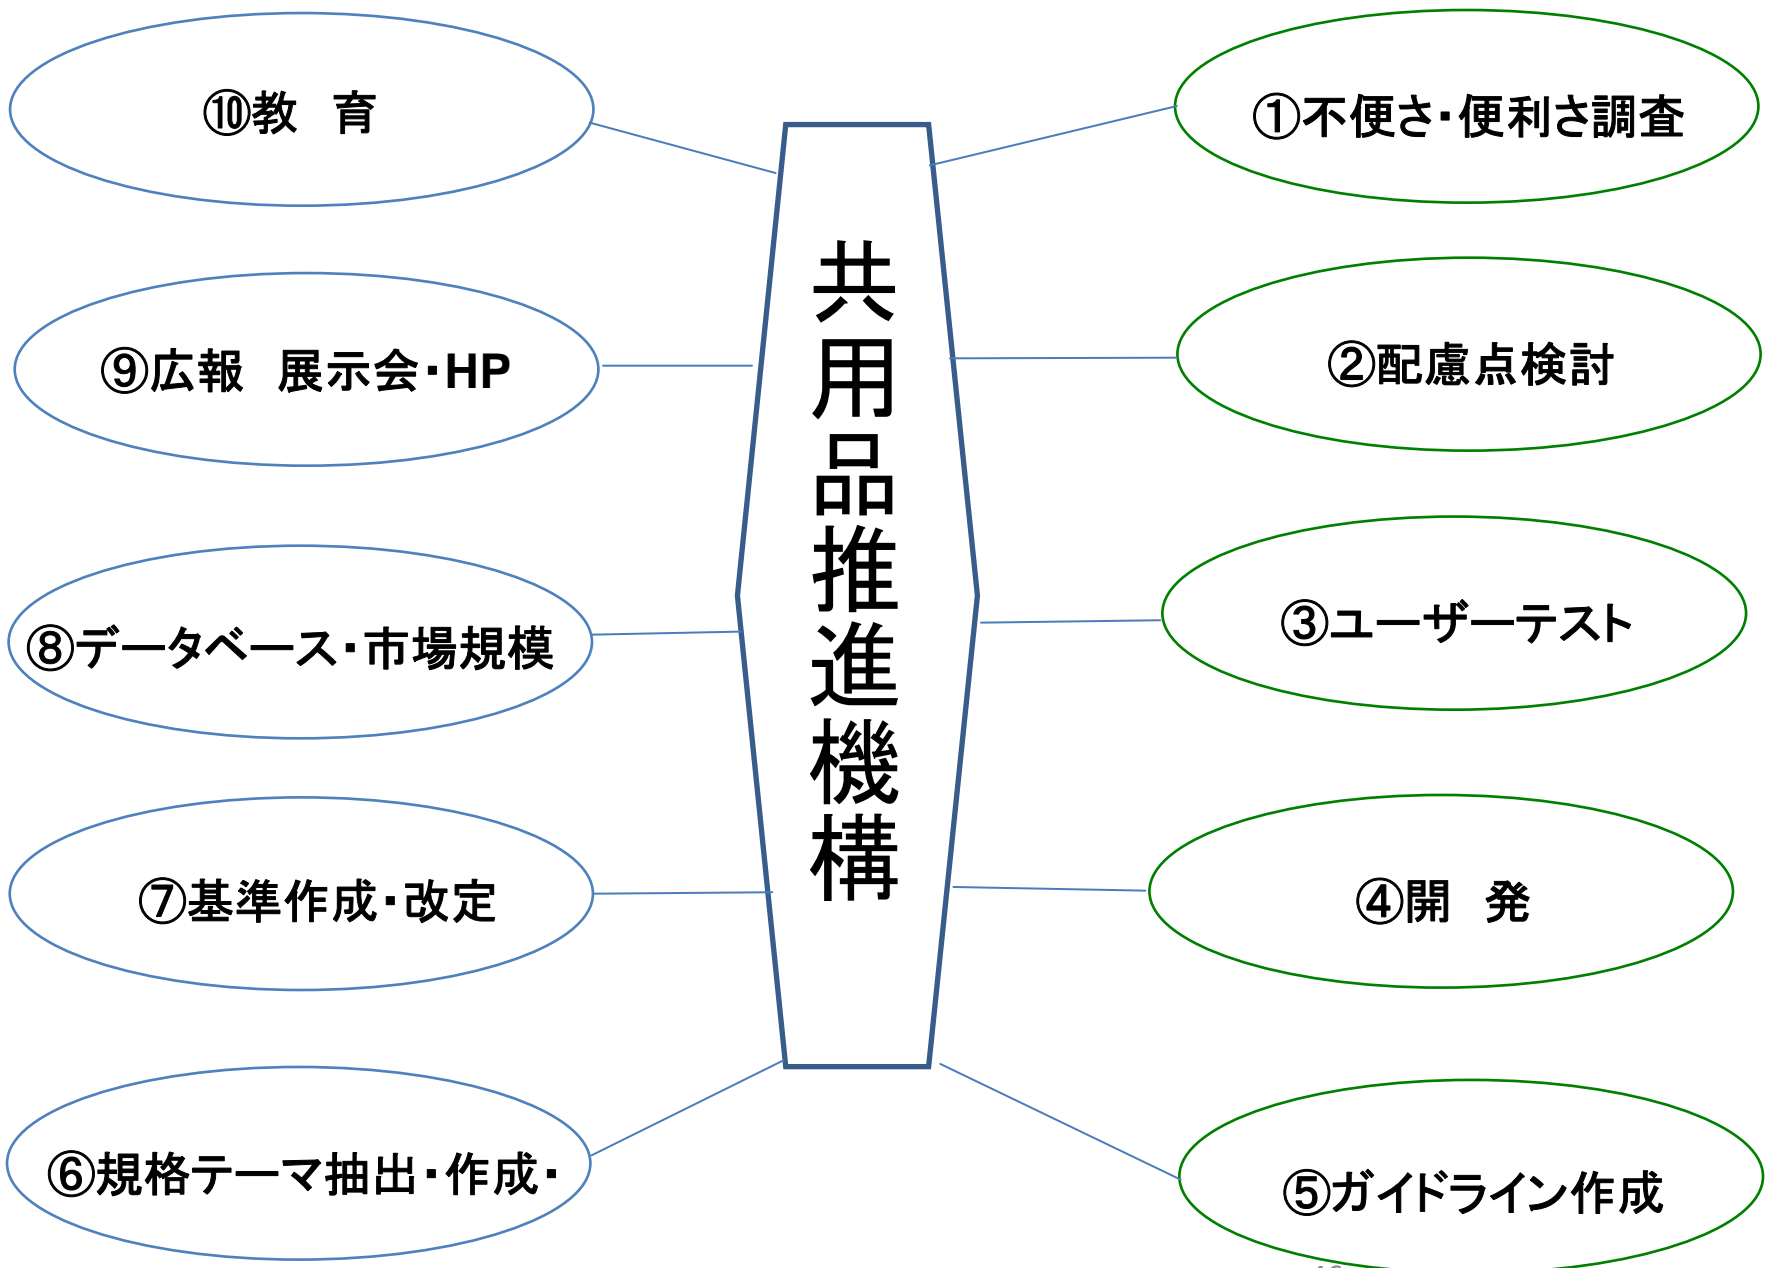 共用品推進機構
①不便さ・便利さ調査
②配慮点検討
③ユーザーテスト
④開　発
⑤ガイドライン作成
⑥規格テーマ抽出・作成・
⑦基準作成・改定
⑧データベース・市場規模
⑨広報　展示会・HP
⑩教　育